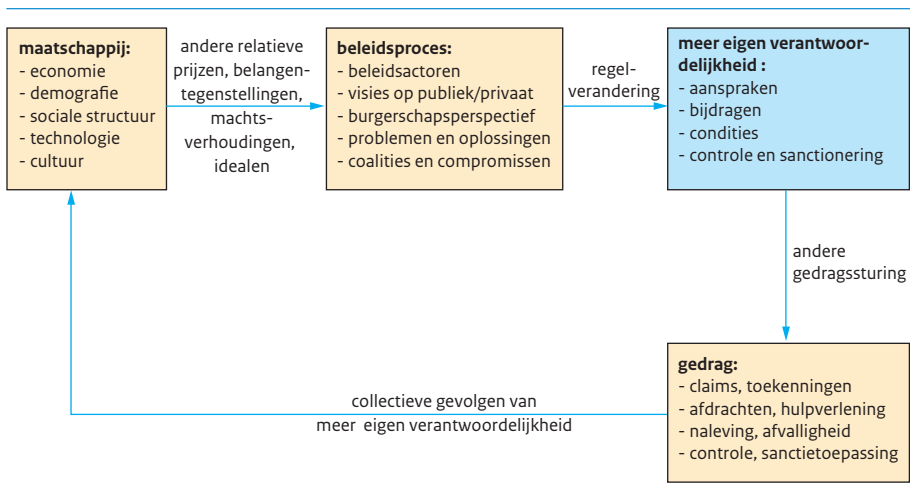 maatschappij:
- economie
- demografie
- sociale structuur
- technologie
- cultuur
andere relatieve
prijzen, belangen-
tegenstellingen,
machts-
verhoudingen,
idealen
beleidsproces:
- beleidsactoren
- visies op publiek/privaat
- burgerschapsperspectief
- problemen en oplossingen
- coalities en compromissen
regel-
verandering
meer eigen verantwoor-
delijkheid :
- aanspraken
- bijdragen
- condities
- controle en sanctionering
andere
gedragssturing
gedrag:
- claims, toekenningen
- afdrachten, hulpverlening
- naleving, afvalligheid
- controle, sanctietoepassing
collectieve gevolgen van
meer eigen verantwoordelijkheid